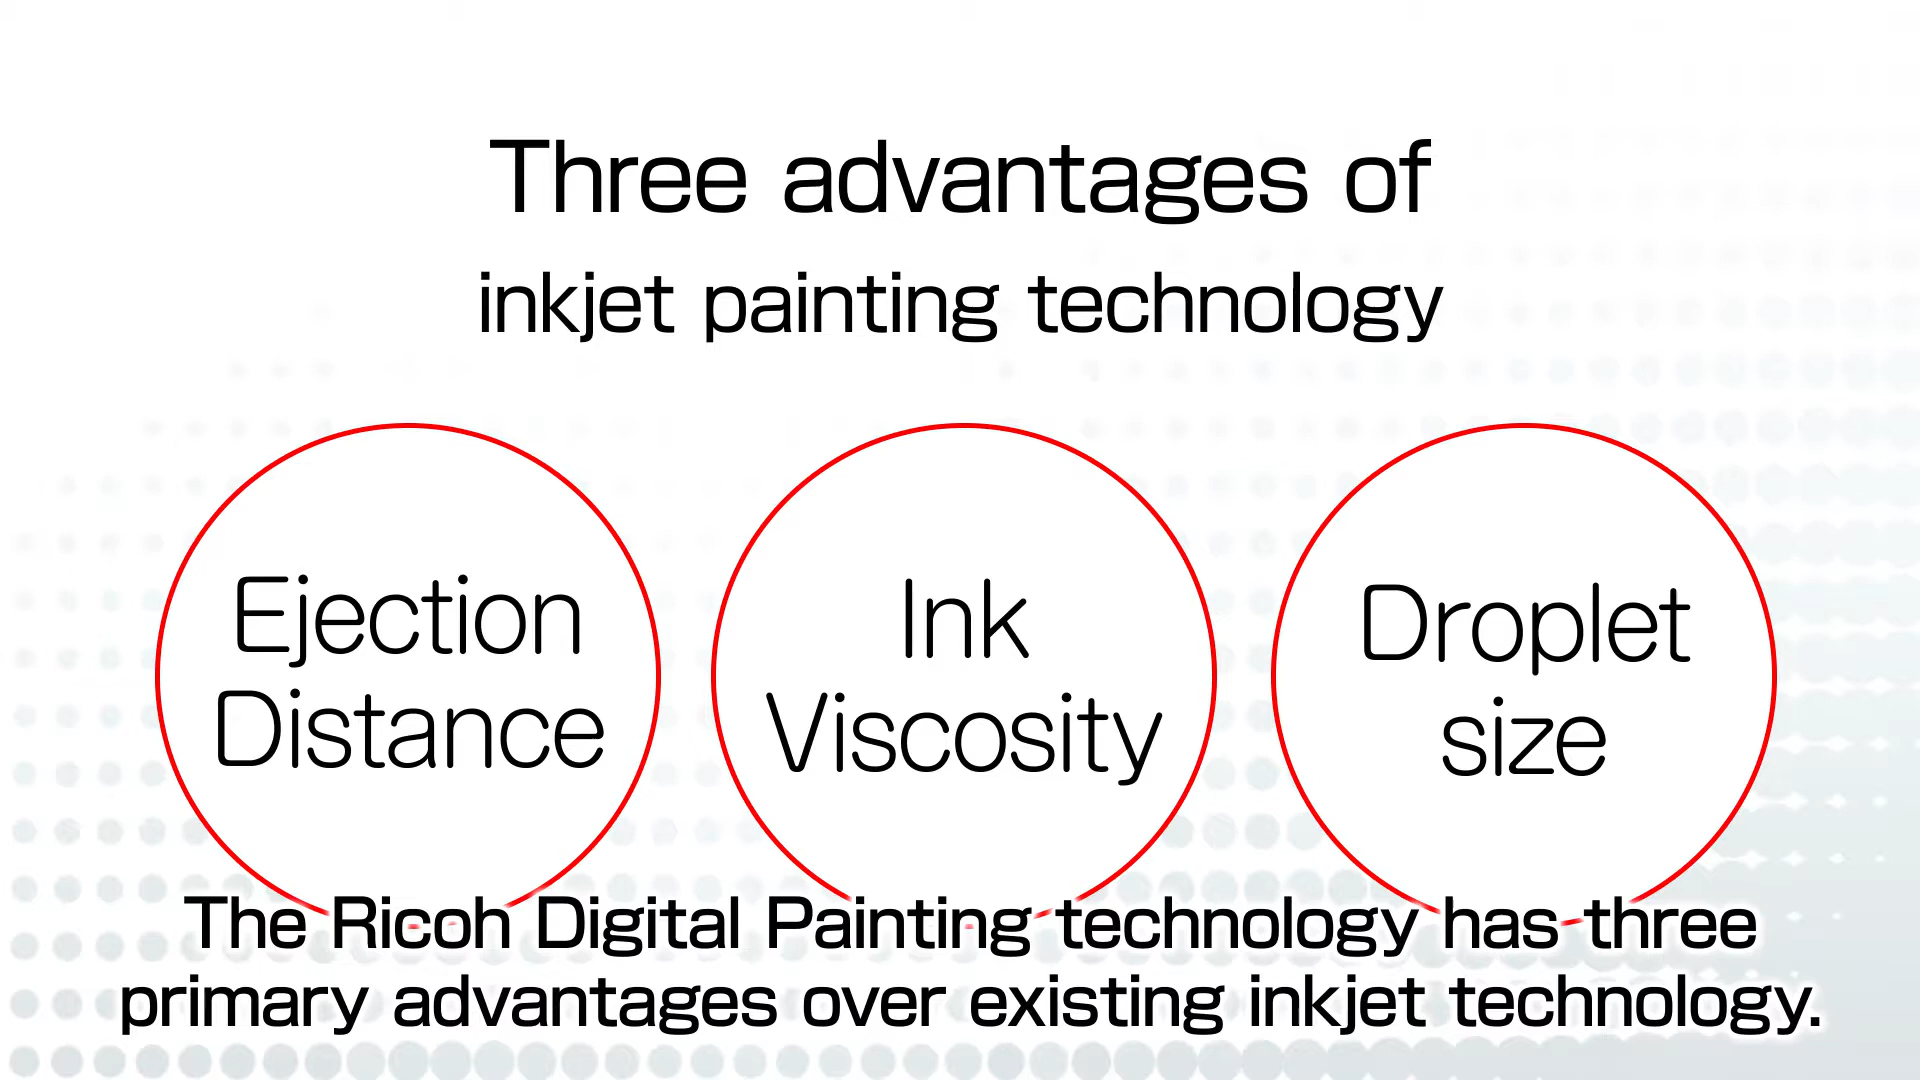 Three advantages of
inkjet painting technology
Ejection
Distance
Ink
Viscosity
Droplet
size
The Ricoh Digital Painting technology has three
primary advantages over existing inkjet technology.